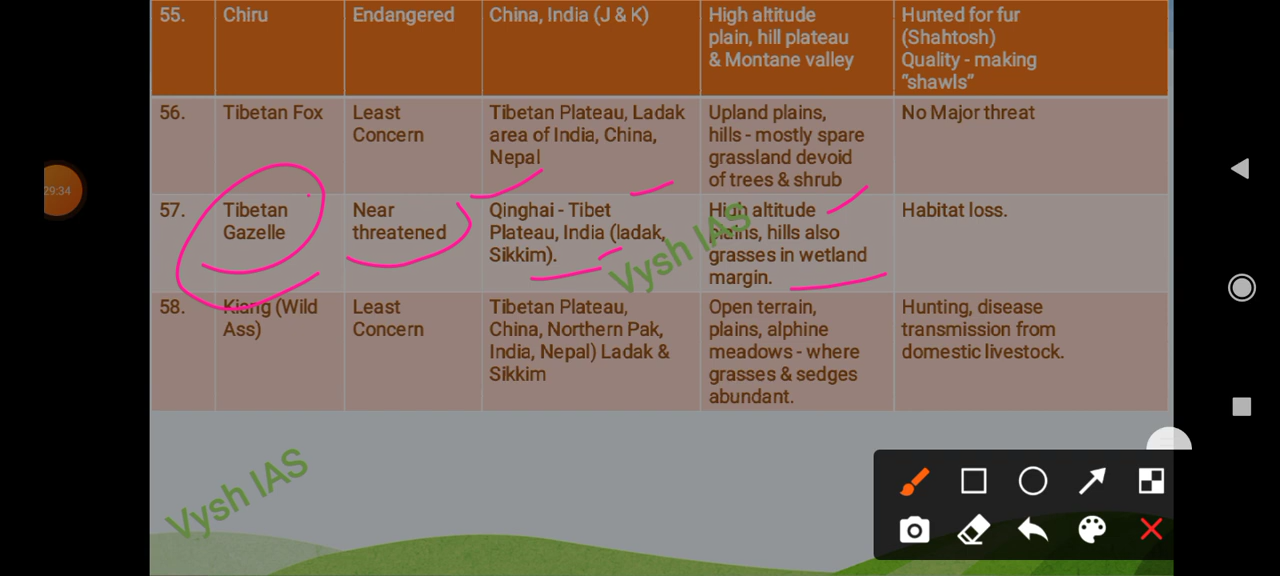 55. Chiru Endangered China, India (J & K) High altitude Hunted for fur
plain, hill plateau (Shahtosh)
& Montane valley Quality - making
"shawls"
56. Tibetan Fox Least Tibetan Plateau, Ladak Upland plains, No Major threat
Concern area of India, China, hills - mostly spare
Nepal grassland devoid
of trees & shrub
57. Tibetan Near Qinghai - Tibet High altitude Habitat loss.
Gazelle threatened Plateau, India (ladak, plains, hills also
Sikkim). grasses in wetland
margin.
58. Kiang (Wild Least Tibetan Plateau, Open terrain, Hunting, disease
Ass) Concern China, Northern Pak, plains, alphine transmission from
India, Nepal) Ladak & meadows - where domestic livestock.
Sikkim grasses & sedges
abundant.
29:34
Vysh IAS
Vysh IAS